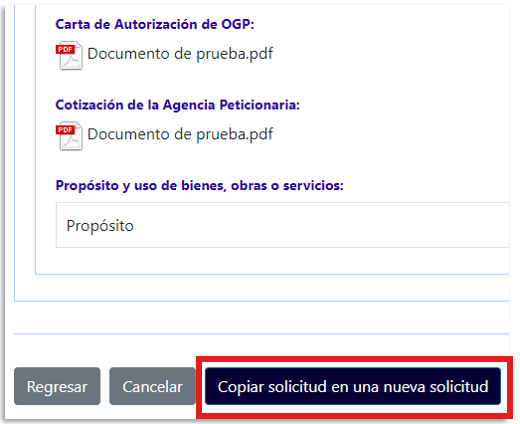 Carta de Autorización de OGP:
PDF Documento de prueba.pdf
Cotización de la Agencia Peticionaria:
PDF Documento de prueba.pdf
Propósito y uso de bienes, obras o servicios:
Propósito
Regresar Cancelar Copiar solicitud en una nueva solicitud